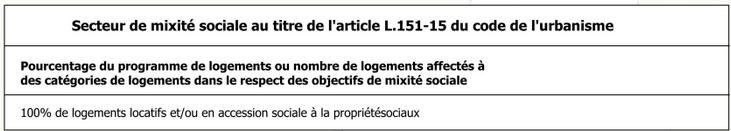 Secteur de mixité sociale au titre de l'article L.151-15 du code de l'urbanisme
Pourcentage du programme de logements ou nombre de logements affectés à
des catégories de logements dans le respect des objectifs de mixité sociale
100% de logements locatifs et/ou en accession sociale à la propriétésociaux